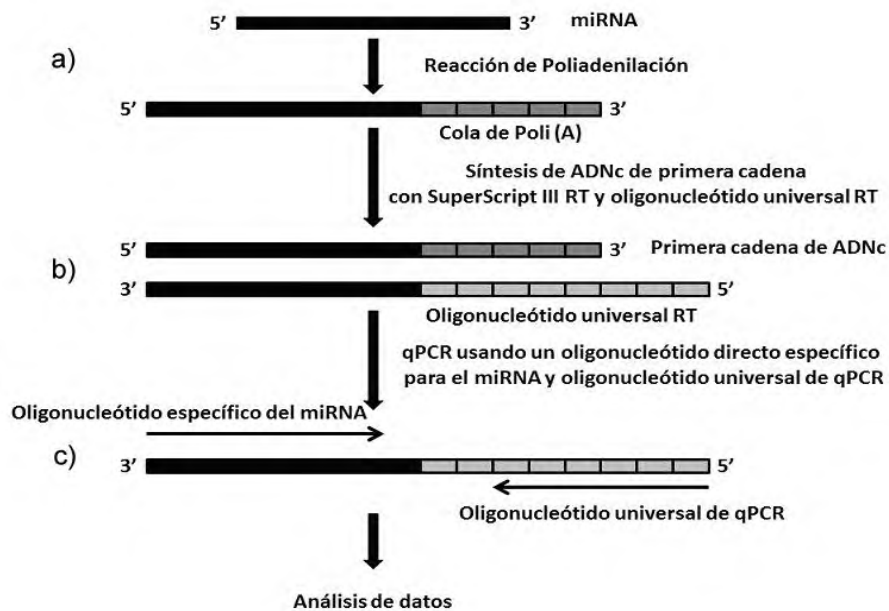 5’ 3’ miRNA
a)
Reacción de Poliadenilación
5’ 3’
Cola de Poli (A)
Síntesis de ADNc de primera cadena
con SuperScript III RT y oligonucleótido universal RT
5’ 3’ Primera cadena de ADNc
b)
3’ 5’
Oligonucleótido universal RT
qPCR usando un oligonucleótido directo específico
para el miRNA y oligonucleótido universal de qPCR
Oligonucleótido específico del miRNA
c) 3’ 5’
Oligonucleótido universal de qPCR
Análisis de datos